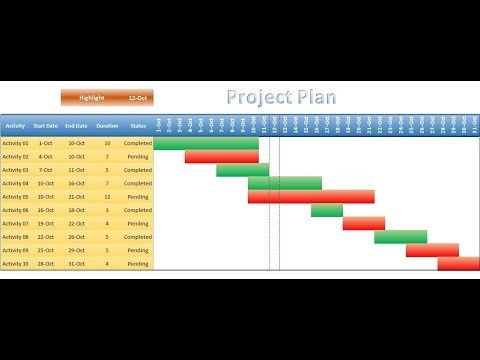 Highlight 12-Oct
Project Plan
Activity Start Date End Date Duration Status 1-Oct 2-Oct 3-Oct 4-Oct 5-Oct 6-Oct 7-Oct 8-Oct 9-Oct 10-Oct 11-Oct 12-Oct 13-Oct 14-Oct 15-Oct 16-Oct 17-Oct 18-Oct 19-Oct 20-Oct 21-Oct 22-Oct 23-Oct 24-Oct 25-Oct 26-Oct 27-Oct 28-Oct 29-Oct 30-Oct 31-Oct
Activity 01 1-Oct 10-Oct 10 Completed
Activity 02 4-Oct 10-Oct 7 Pending
Activity 03 7-Oct 11-Oct 5 Completed
Activity 04 10-Oct 16-Oct 7 Completed
Activity 05 10-Oct 21-Oct 12 Pending
Activity 06 16-Oct 18-Oct 3 Completed
Activity 07 19-Oct 22-Oct 4 Pending
Activity 08 22-Oct 26-Oct 5 Completed
Activity 09 25-Oct 29-Oct 5 Pending
Activity 10 28-Oct 31-Oct 4 Pending